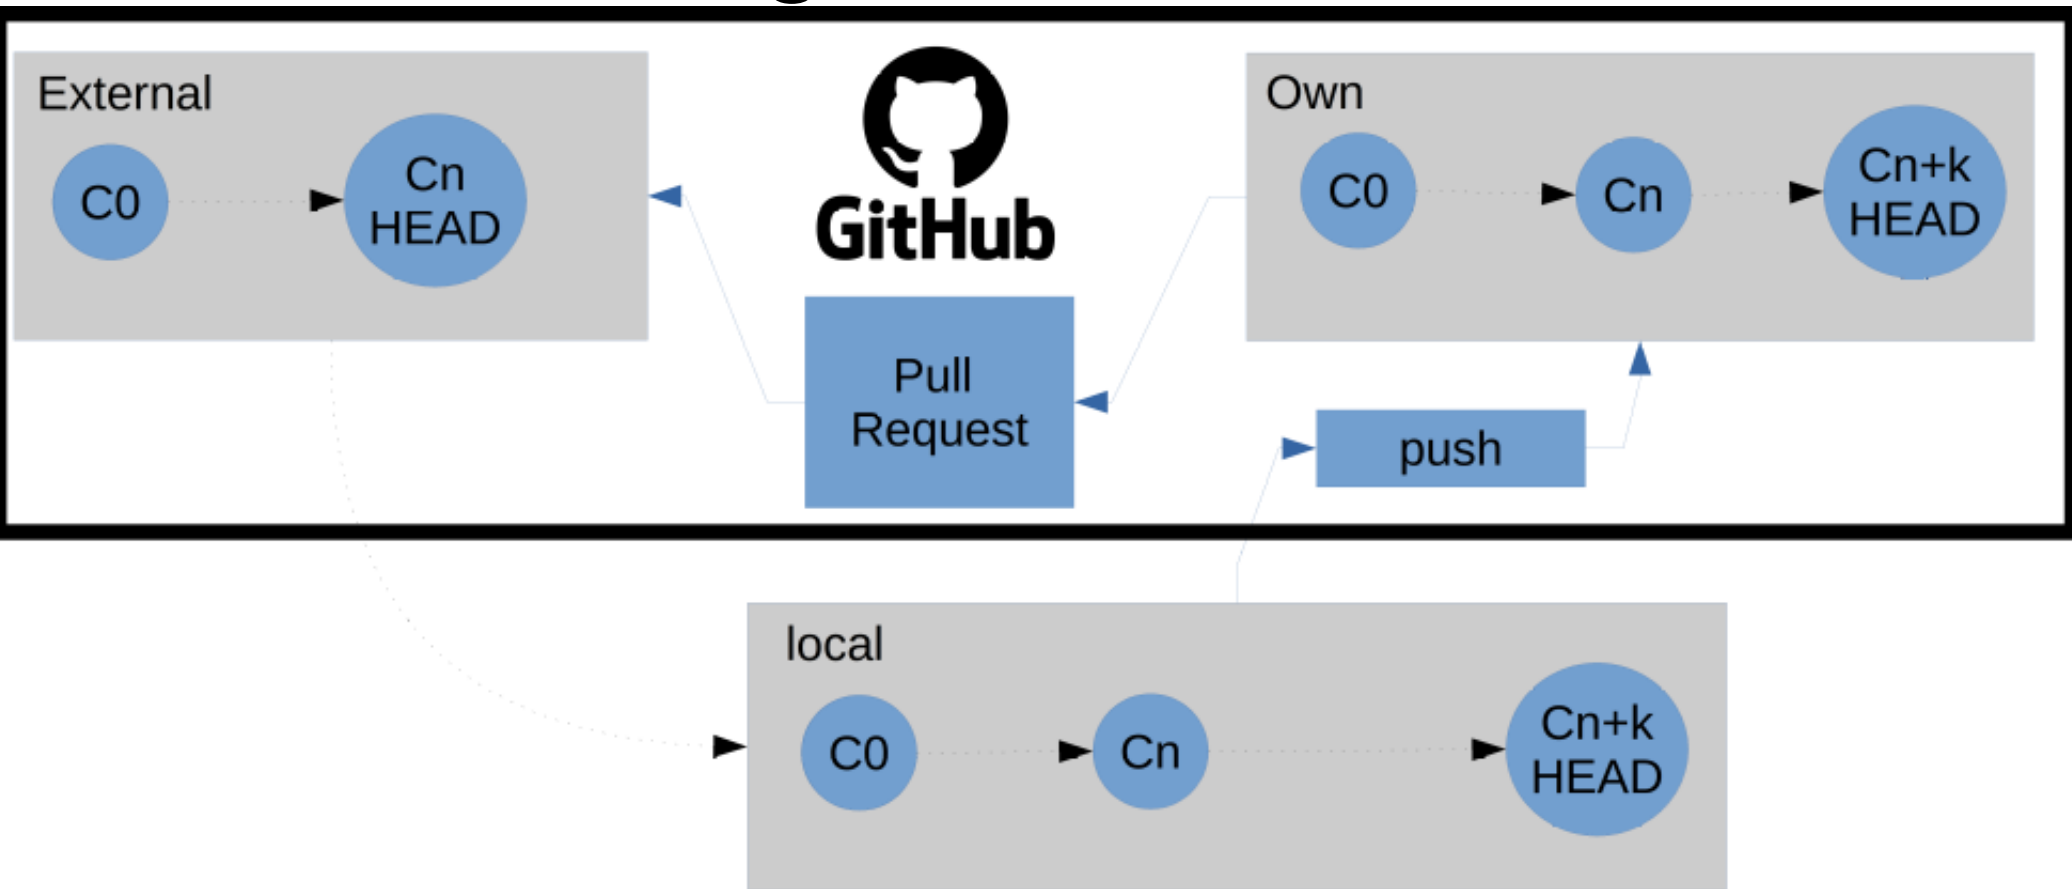 External
C0
Cn
HEAD
GitHub
Pull
Request
Own
C0
Cn
Cn+k
HEAD
push
local
C0
Cn
Cn+k
HEAD